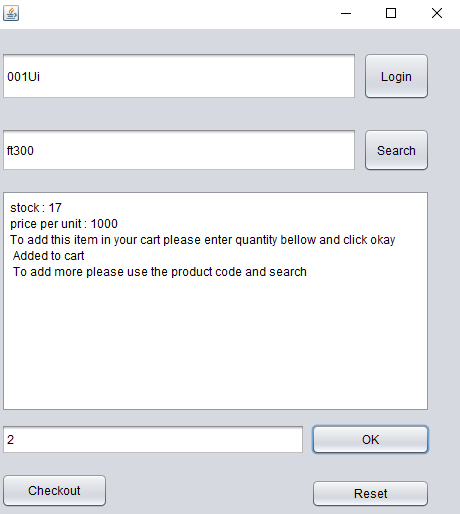 001Ui
Login
ft300
Search
stock : 17
price per unit : 1000
To add this item in your cart please enter quantity bellow and click okay
Added to cart
To add more please use the product code and search
2
OK
Checkout
Reset